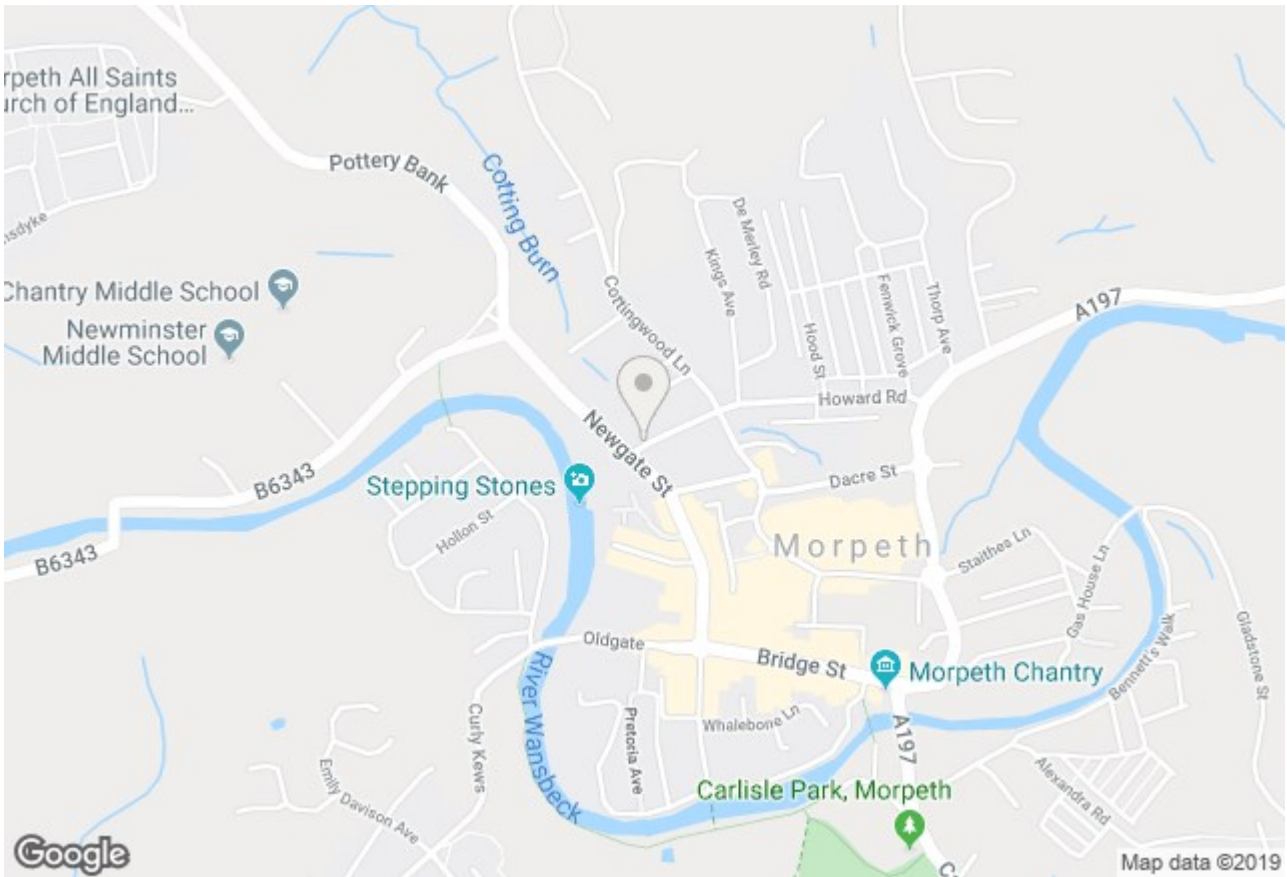 rpeth All Saints
urch of England...
Pottery Bank
Cotting Burn
nsdyke
Chantry Middle School
Newminster
Middle School
Cottingwood Ln
Kings Ave
De Merley Rd
Hood St
Fenwick Grove
Thorp Ave
A197
Howard Rd
Newgate St
B6343
Stepping Stones
Dacre St
Hollon St
B6343
Morpeth
Staithes Ln
Gas House Ln
Oldgate
Bridge St
Morpeth Chantry
Bennett's Walk
Gladstone St
River Wansbeck
Curly Kews
Pretoria Ave
Whalebone Ln
A197
Emily Davison Ave
Carlisle Park, Morpeth
Alexandra Rd
Google
Map data ©2019